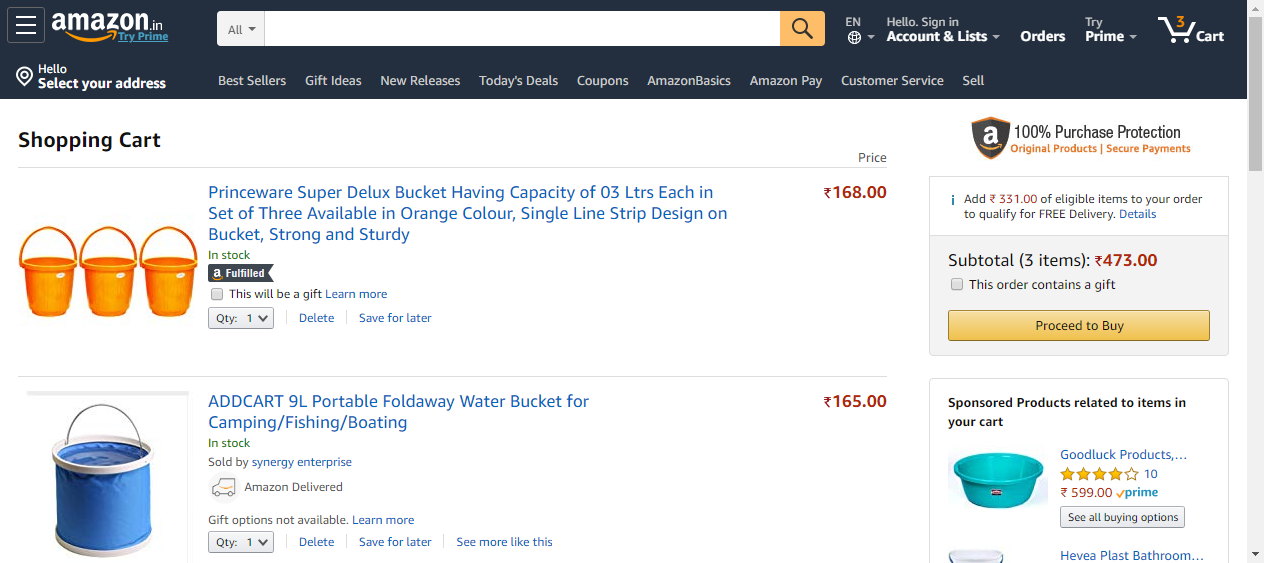 amazon.in
Try Prime
All
EN
Hello. Sign in
Account & Lists
Orders
Try
Prime
3
Cart
Hello
Select your address
Best Sellers
Gift Ideas
New Releases
Today's Deals
Coupons
AmazonBasics
Amazon Pay
Customer Service
Sell
Shopping Cart
Price
Princeware Super Delux Bucket Having Capacity of 03 Ltrs Each in
Set of Three Available in Orange Colour, Single Line Strip Design on
Bucket, Strong and Sturdy
₹168.00
In stock
a Fulfilled
This will be a gift Learn more
Qty: 1
Delete
Save for later
ADDCART 9L Portable Foldaway Water Bucket for
Camping/Fishing/Boating
₹165.00
In stock
Sold by synergy enterprise
Amazon Delivered
Gift options not available. Learn more
Qty: 1
Delete
Save for later
See more like this
a
100% Purchase Protection
Original Products | Secure Payments
i Add ₹ 331.00 of eligible items to your order
to qualify for FREE Delivery. Details
Subtotal (3 items): ₹473.00
This order contains a gift
Proceed to Buy
Sponsored Products related to items in
your cart
Goodluck Products,...
10
₹ 599.00 prime
See all buying options
Hevea Plast Bathroom...